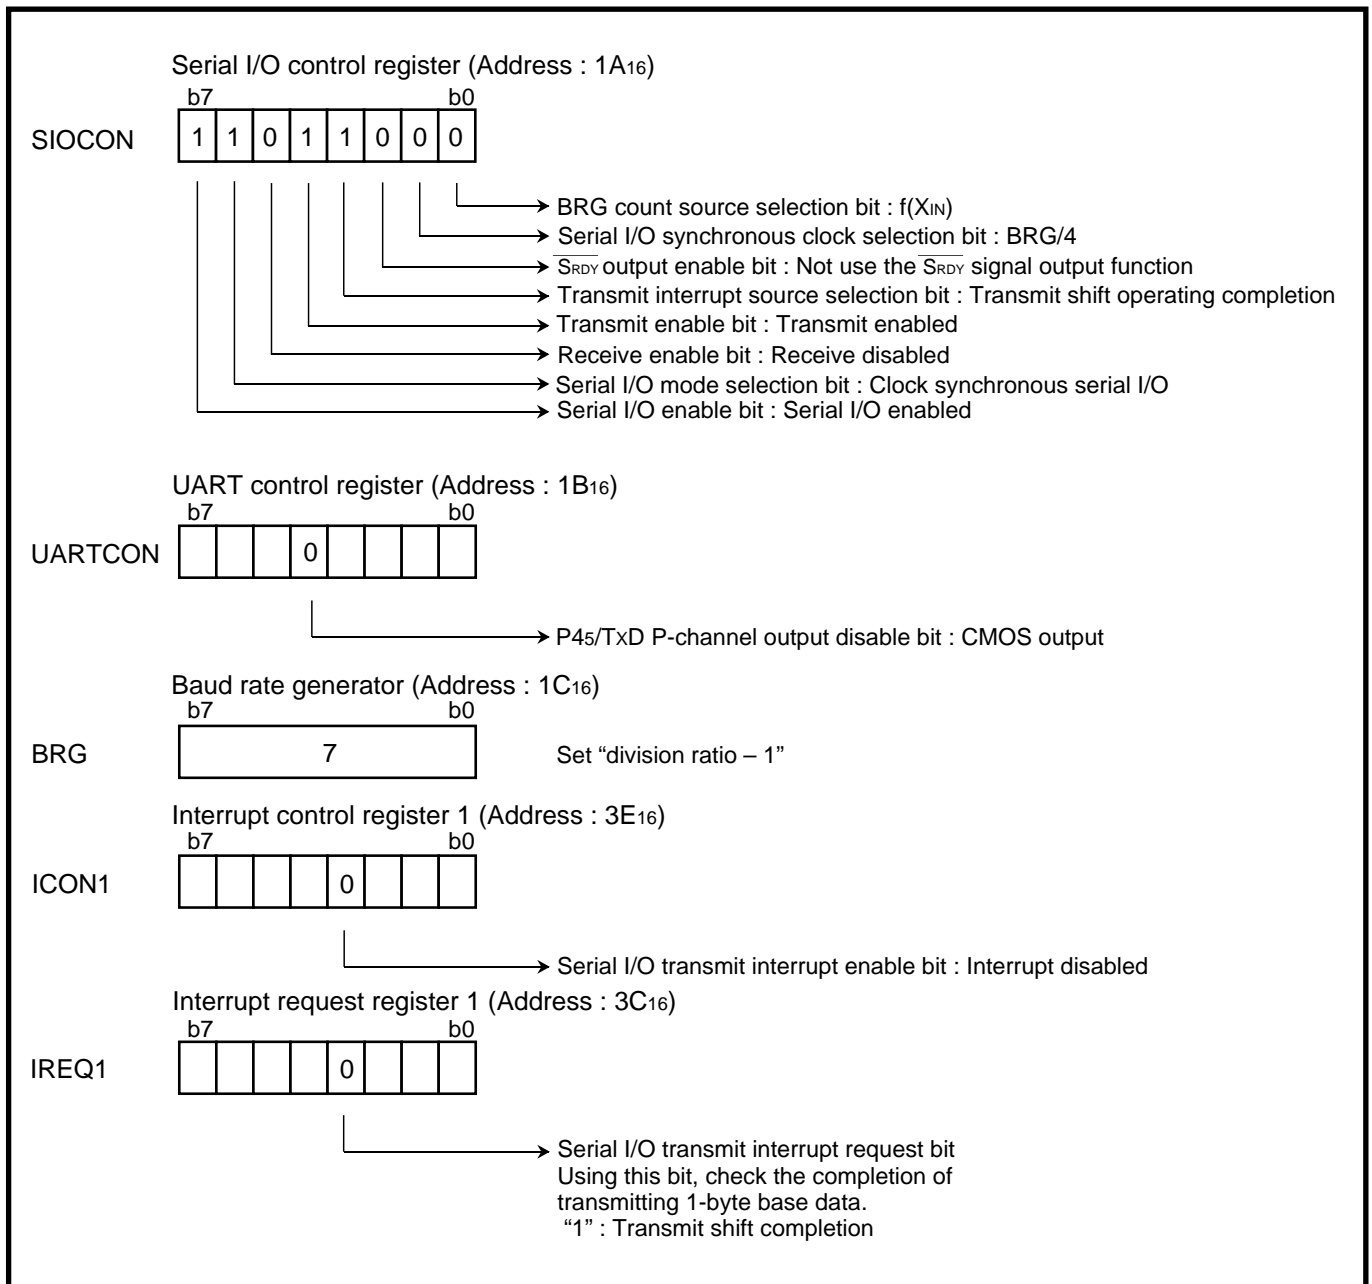 Serial I/O control register (Address : 1A16)
b7 b0
SIOCON 1 1 0 1 1 0 0 0
BRG count source selection bit : f(XIN)
Serial I/O synchronous clock selection bit : BRG/4
SRDY output enable bit : Not use the SRDY signal output function
Transmit interrupt source selection bit : Transmit shift operating completion
Transmit enable bit : Transmit enabled
Receive enable bit : Receive disabled
Serial I/O mode selection bit : Clock synchronous serial I/O
Serial I/O enable bit : Serial I/O enabled
UART control register (Address : 1B16)
b7 b0
UARTCON 0
P45/TxD P-channel output disable bit : CMOS output
Baud rate generator (Address : 1C16)
b7 b0
BRG 7 Set “division ratio – 1”
Interrupt control register 1 (Address : 3E16)
b7 b0
ICON1 0
Serial I/O transmit interrupt enable bit : Interrupt disabled
Interrupt request register 1 (Address : 3C16)
b7 b0
IREQ1 0
Serial I/O transmit interrupt request bit
Using this bit, check the completion of
transmitting 1-byte base data.
“1” : Transmit shift completion